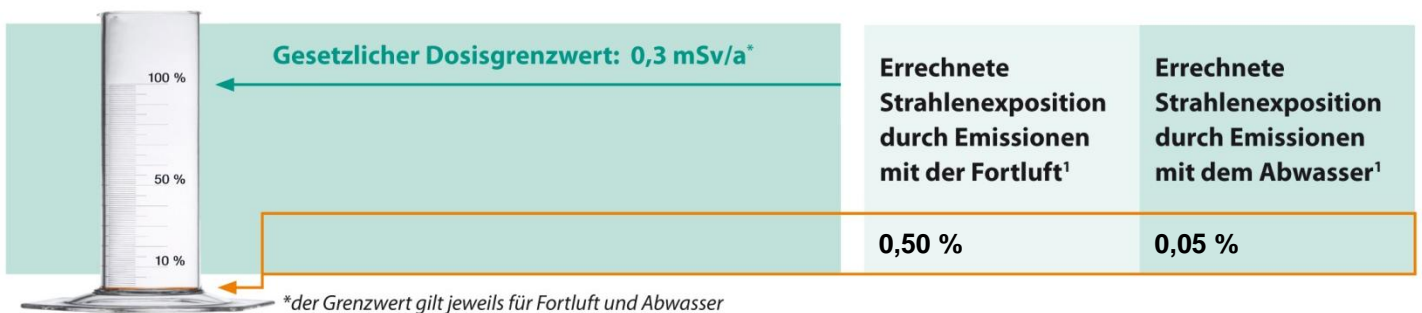 Gesetzlicher Dosisgrenzwert: 0,3 mSv/a*
100 %
50 %
10 %
Errechnete
Strahlenexposition
durch Emissionen
mit der Fortluft¹
Errechnete
Strahlenexposition
durch Emissionen
mit dem Abwasser¹
0,50 %
0,05 %
*der Grenzwert gilt jeweils für Fortluft und Abwasser